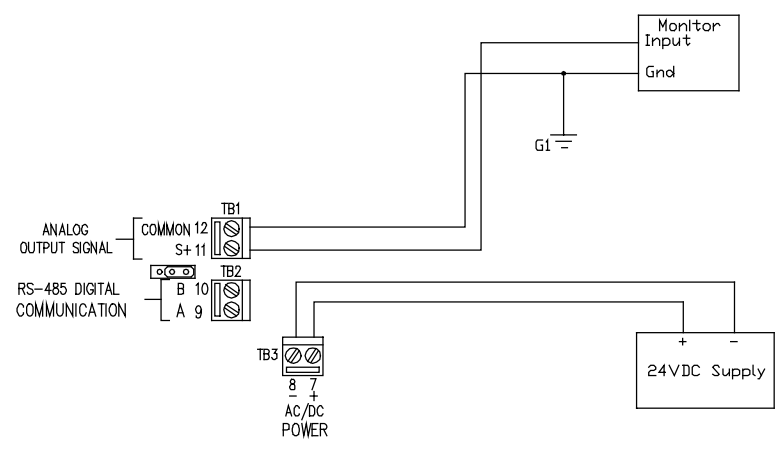 Monitor
Input
Gnd
G1
TB1
ANALOG
OUTPUT SIGNAL
COMMON 12
S+ 11
TB2
RS-485 DIGITAL
COMMUNICATION
B 10
A 9
TB3
8 7
- +
AC/DC
POWER
+ -
24VDC Supply